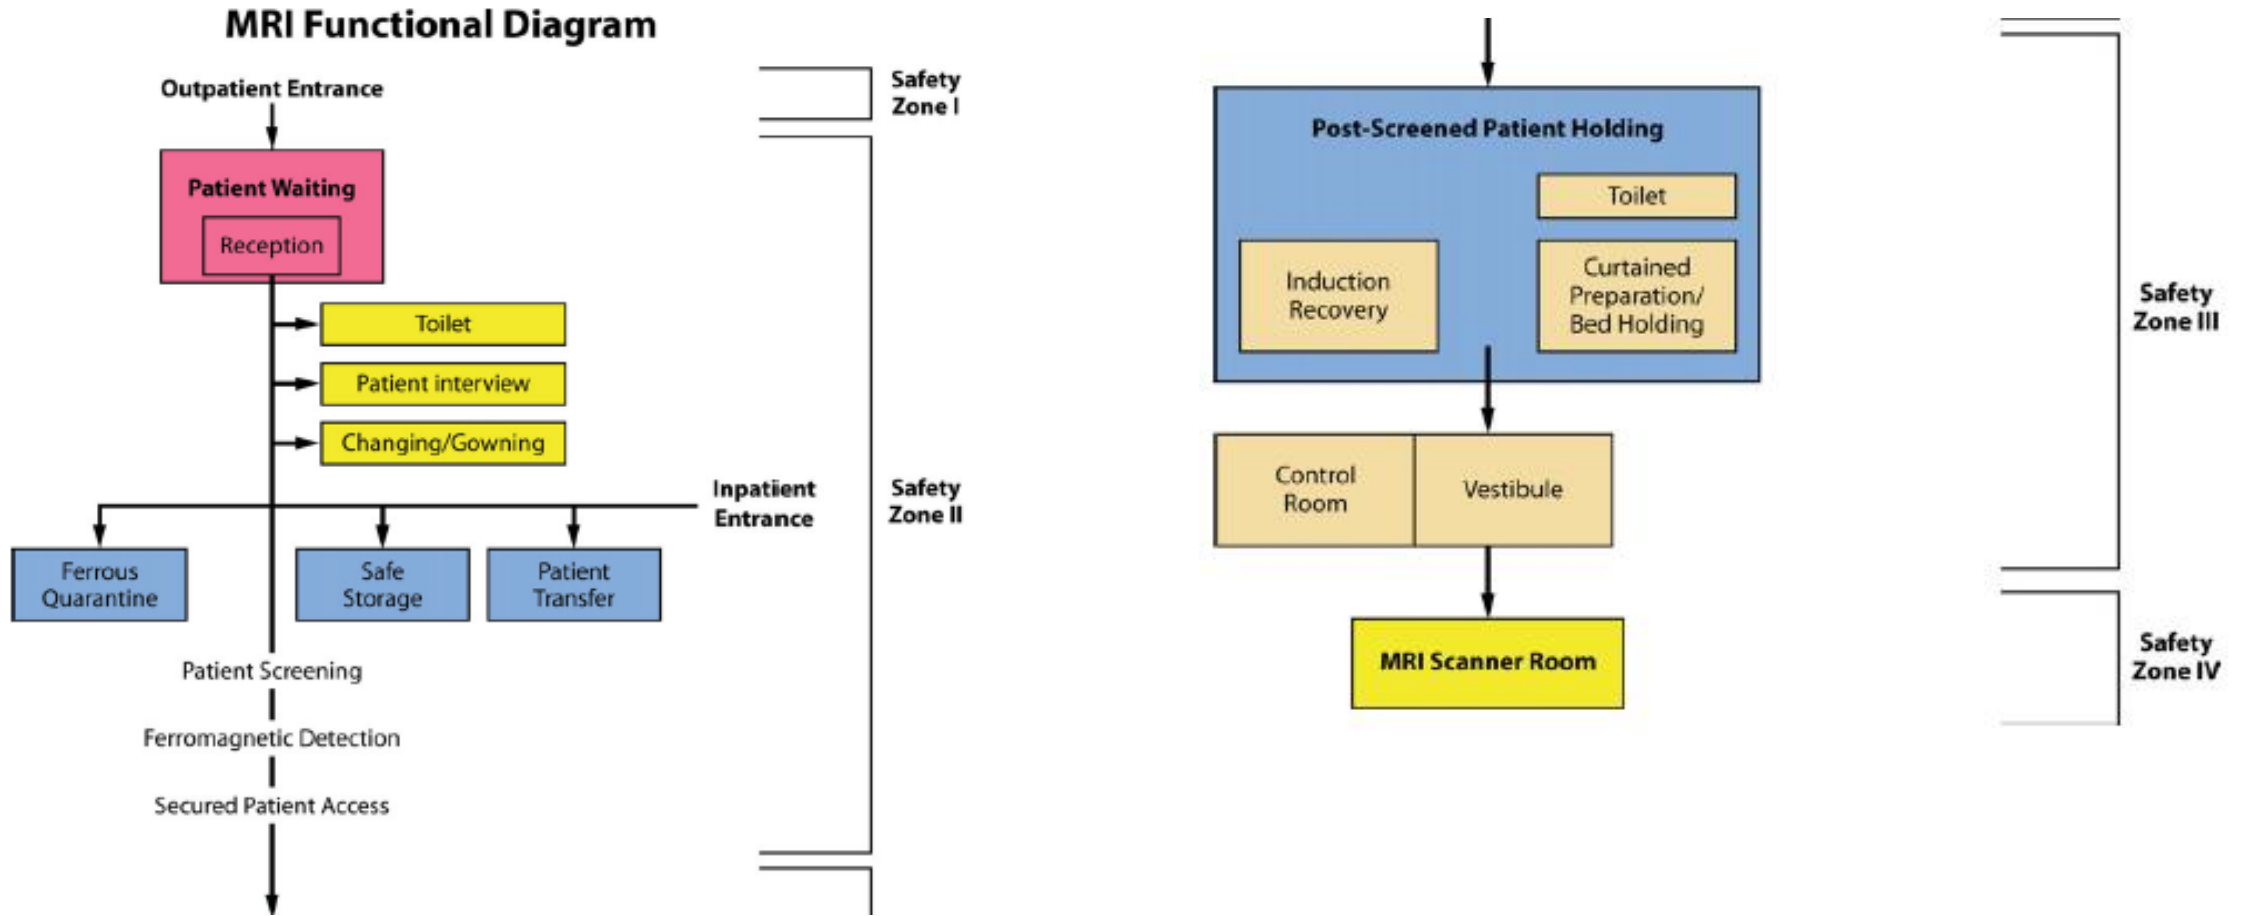 MRI Functional Diagram
Outpatient Entrance
Safety
Zone I
Patient Waiting
Reception
Toilet
Patient interview
Changing/Gowning
Inpatient
Entrance
Safety
Zone II
Ferrous
Quarantine
Safe
Storage
Patient
Transfer
Patient Screening
Ferromagnetic Detection
Secured Patient Access
Post-Screened Patient Holding
Toilet
Induction
Recovery
Curtained
Preparation/
Bed Holding
Safety
Zone III
Control
Room
Vestibule
MRI Scanner Room
Safety
Zone IV